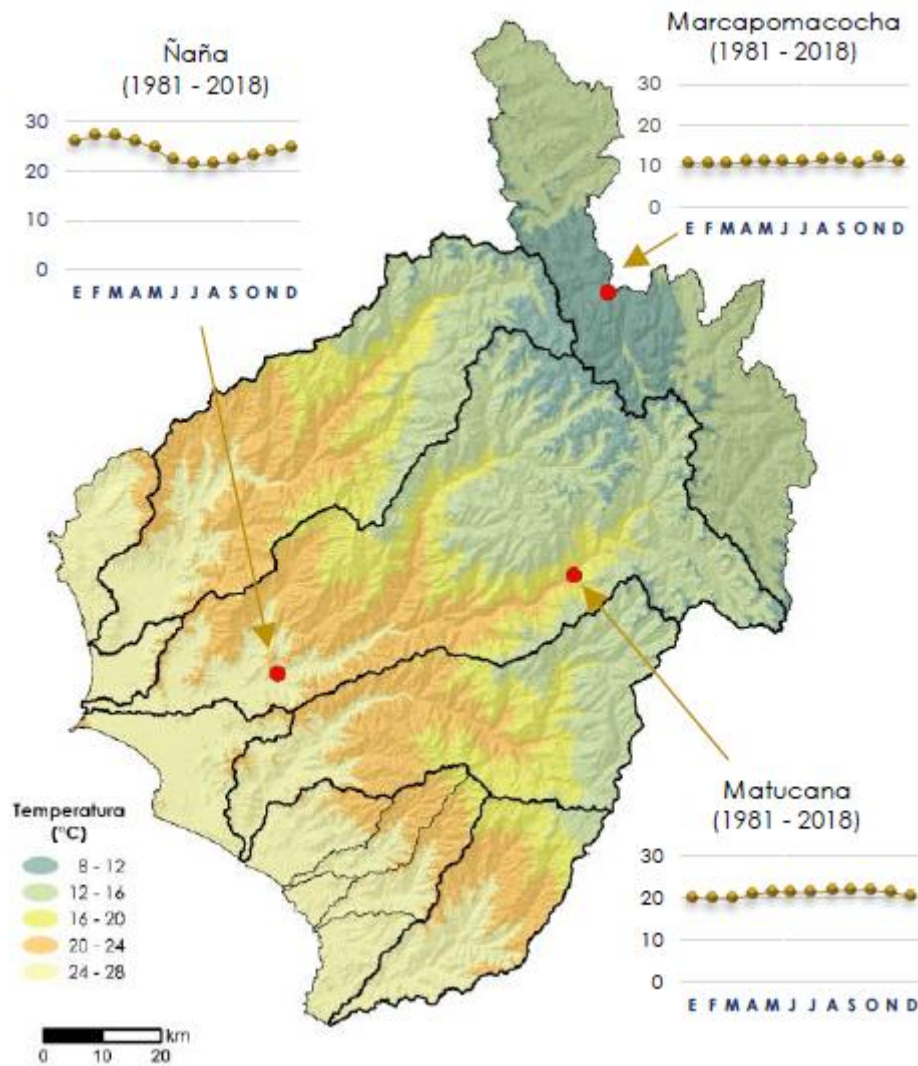 Ñaña
(1981 - 2018)
30
20
10
0
E F M A M J J A S O N D
Marcapomacocha
(1981 - 2018)
30
20
10
0
E F M A M J J A S O N D
Matucana
(1981 - 2018)
30
20
10
0
E F M A M J J A S O N D
Temperatura
(°C)
8 - 12
12 - 16
16 - 20
20 - 24
24 - 28
km
0 10 20